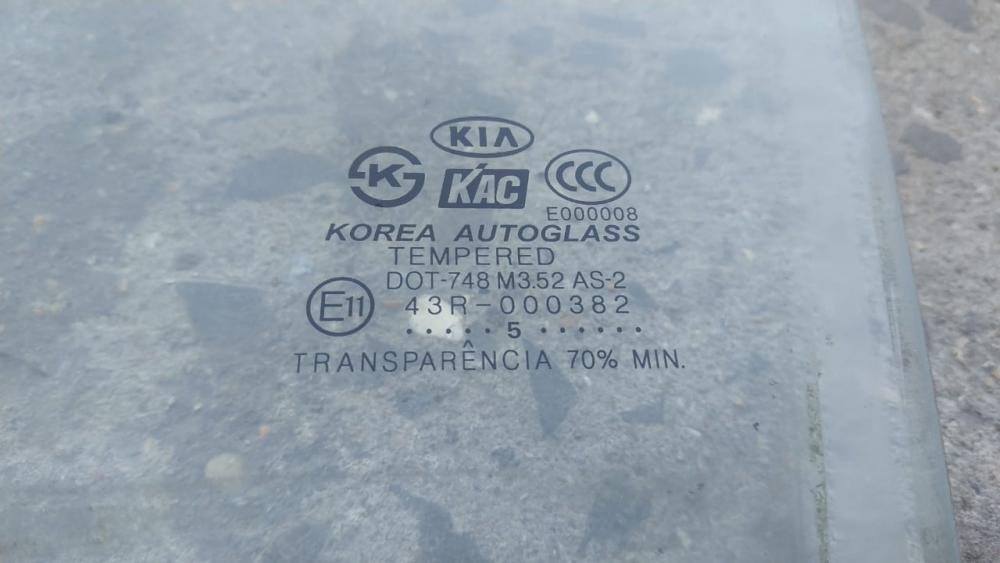 KIA
K KAC CCC
E000008
KOREA AUTOGLASS
TEMPERED
DOT-748 M3.52 AS-2
E11 43R-000382
.....5......
TRANSPARÊNCIA 70% MIN.